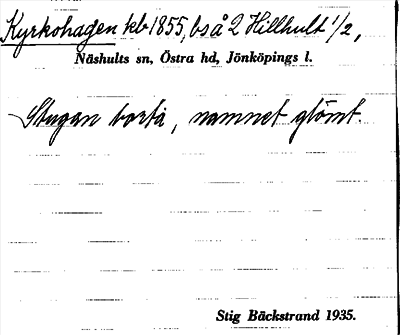 Kyrkohagen kb 1855, bs å 2 Hillhult 1/2,
Näshults sn, Östra hd, Jönköpings l.
Stugan borta, namnet glömt.
Stig Bäckstrand 1935.